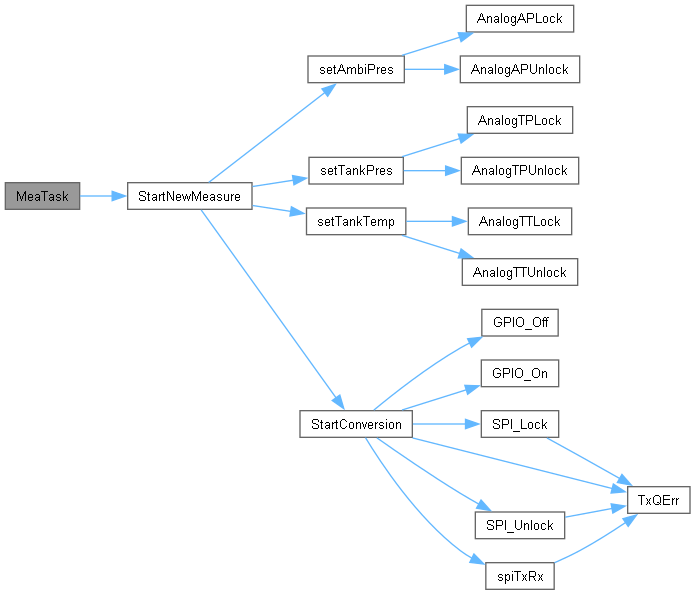 AnalogAPLock
setAmbiPres
AnalogAPUnlock
AnalogTPLock
setTankPres
AnalogTPUnlock
MeaTask
StartNewMeasure
setTankTemp
AnalogTTLock
AnalogTTUnlock
GPIO_Off
GPIO_On
StartConversion
SPI_Lock
TxQErr
SPI_Unlock
spiTxRx